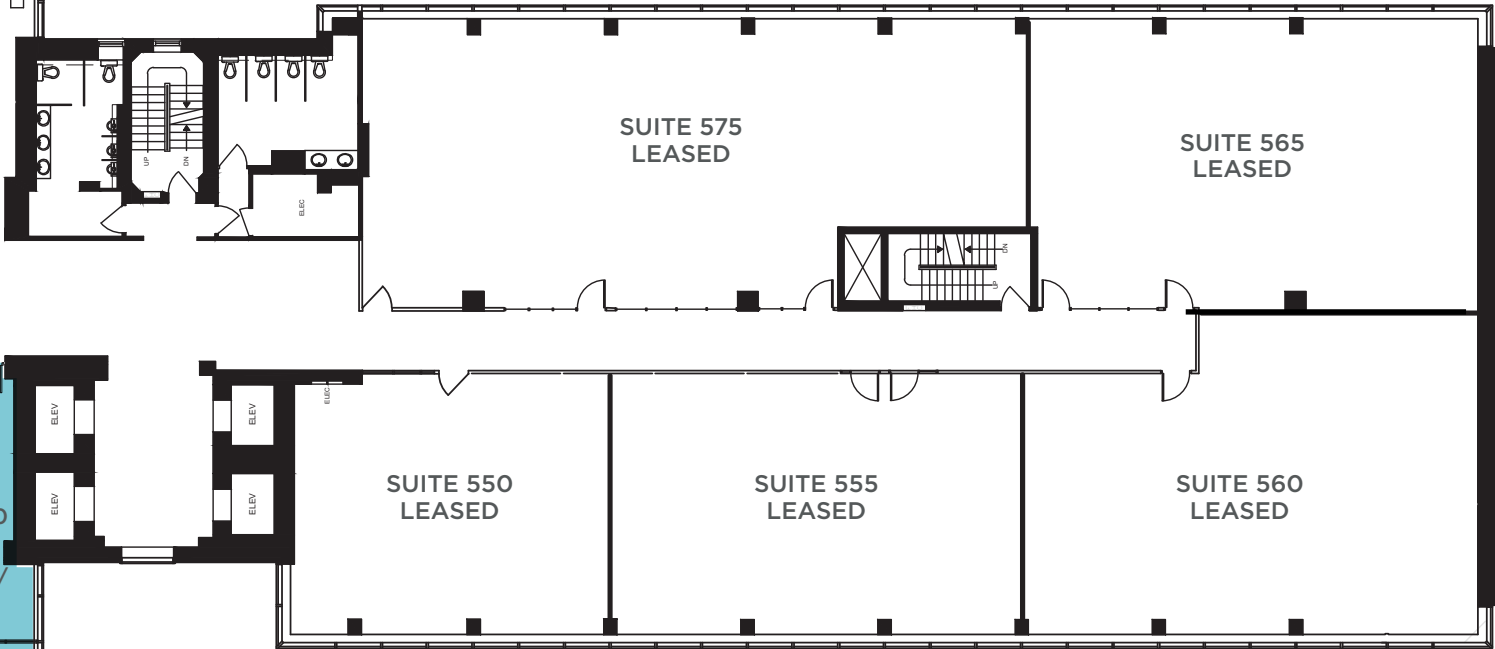 SUITE 575
LEASED
SUITE 565
LEASED
UP
DN
ELEC
DN
UP
ELEC
ELEV
ELEV
ELEV
ELEV
SUITE 550
LEASED
SUITE 555
LEASED
SUITE 560
LEASED